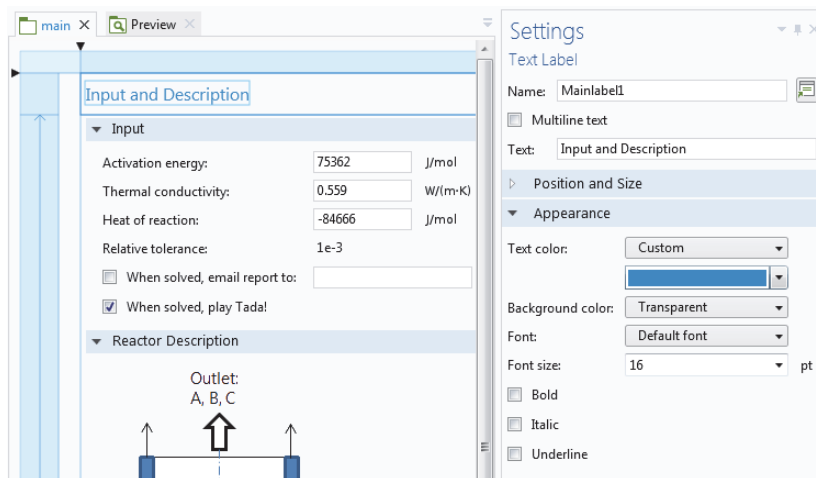 main
Preview
Input and Description
Input
Activation energy: 75362 J/mol
Thermal conductivity: 0.559 W/(m·K)
Heat of reaction: -84666 J/mol
Relative tolerance: 1e-3
When solved, email report to:
When solved, play Tada!
Reactor Description
Outlet:
A, B, C
Settings
Text Label
Name: Mainlabel1
Multiline text
Text: Input and Description
Position and Size
Appearance
Text color: Custom
Background color: Transparent
Font: Default font
Font size: 16 pt
Bold
Italic
Underline